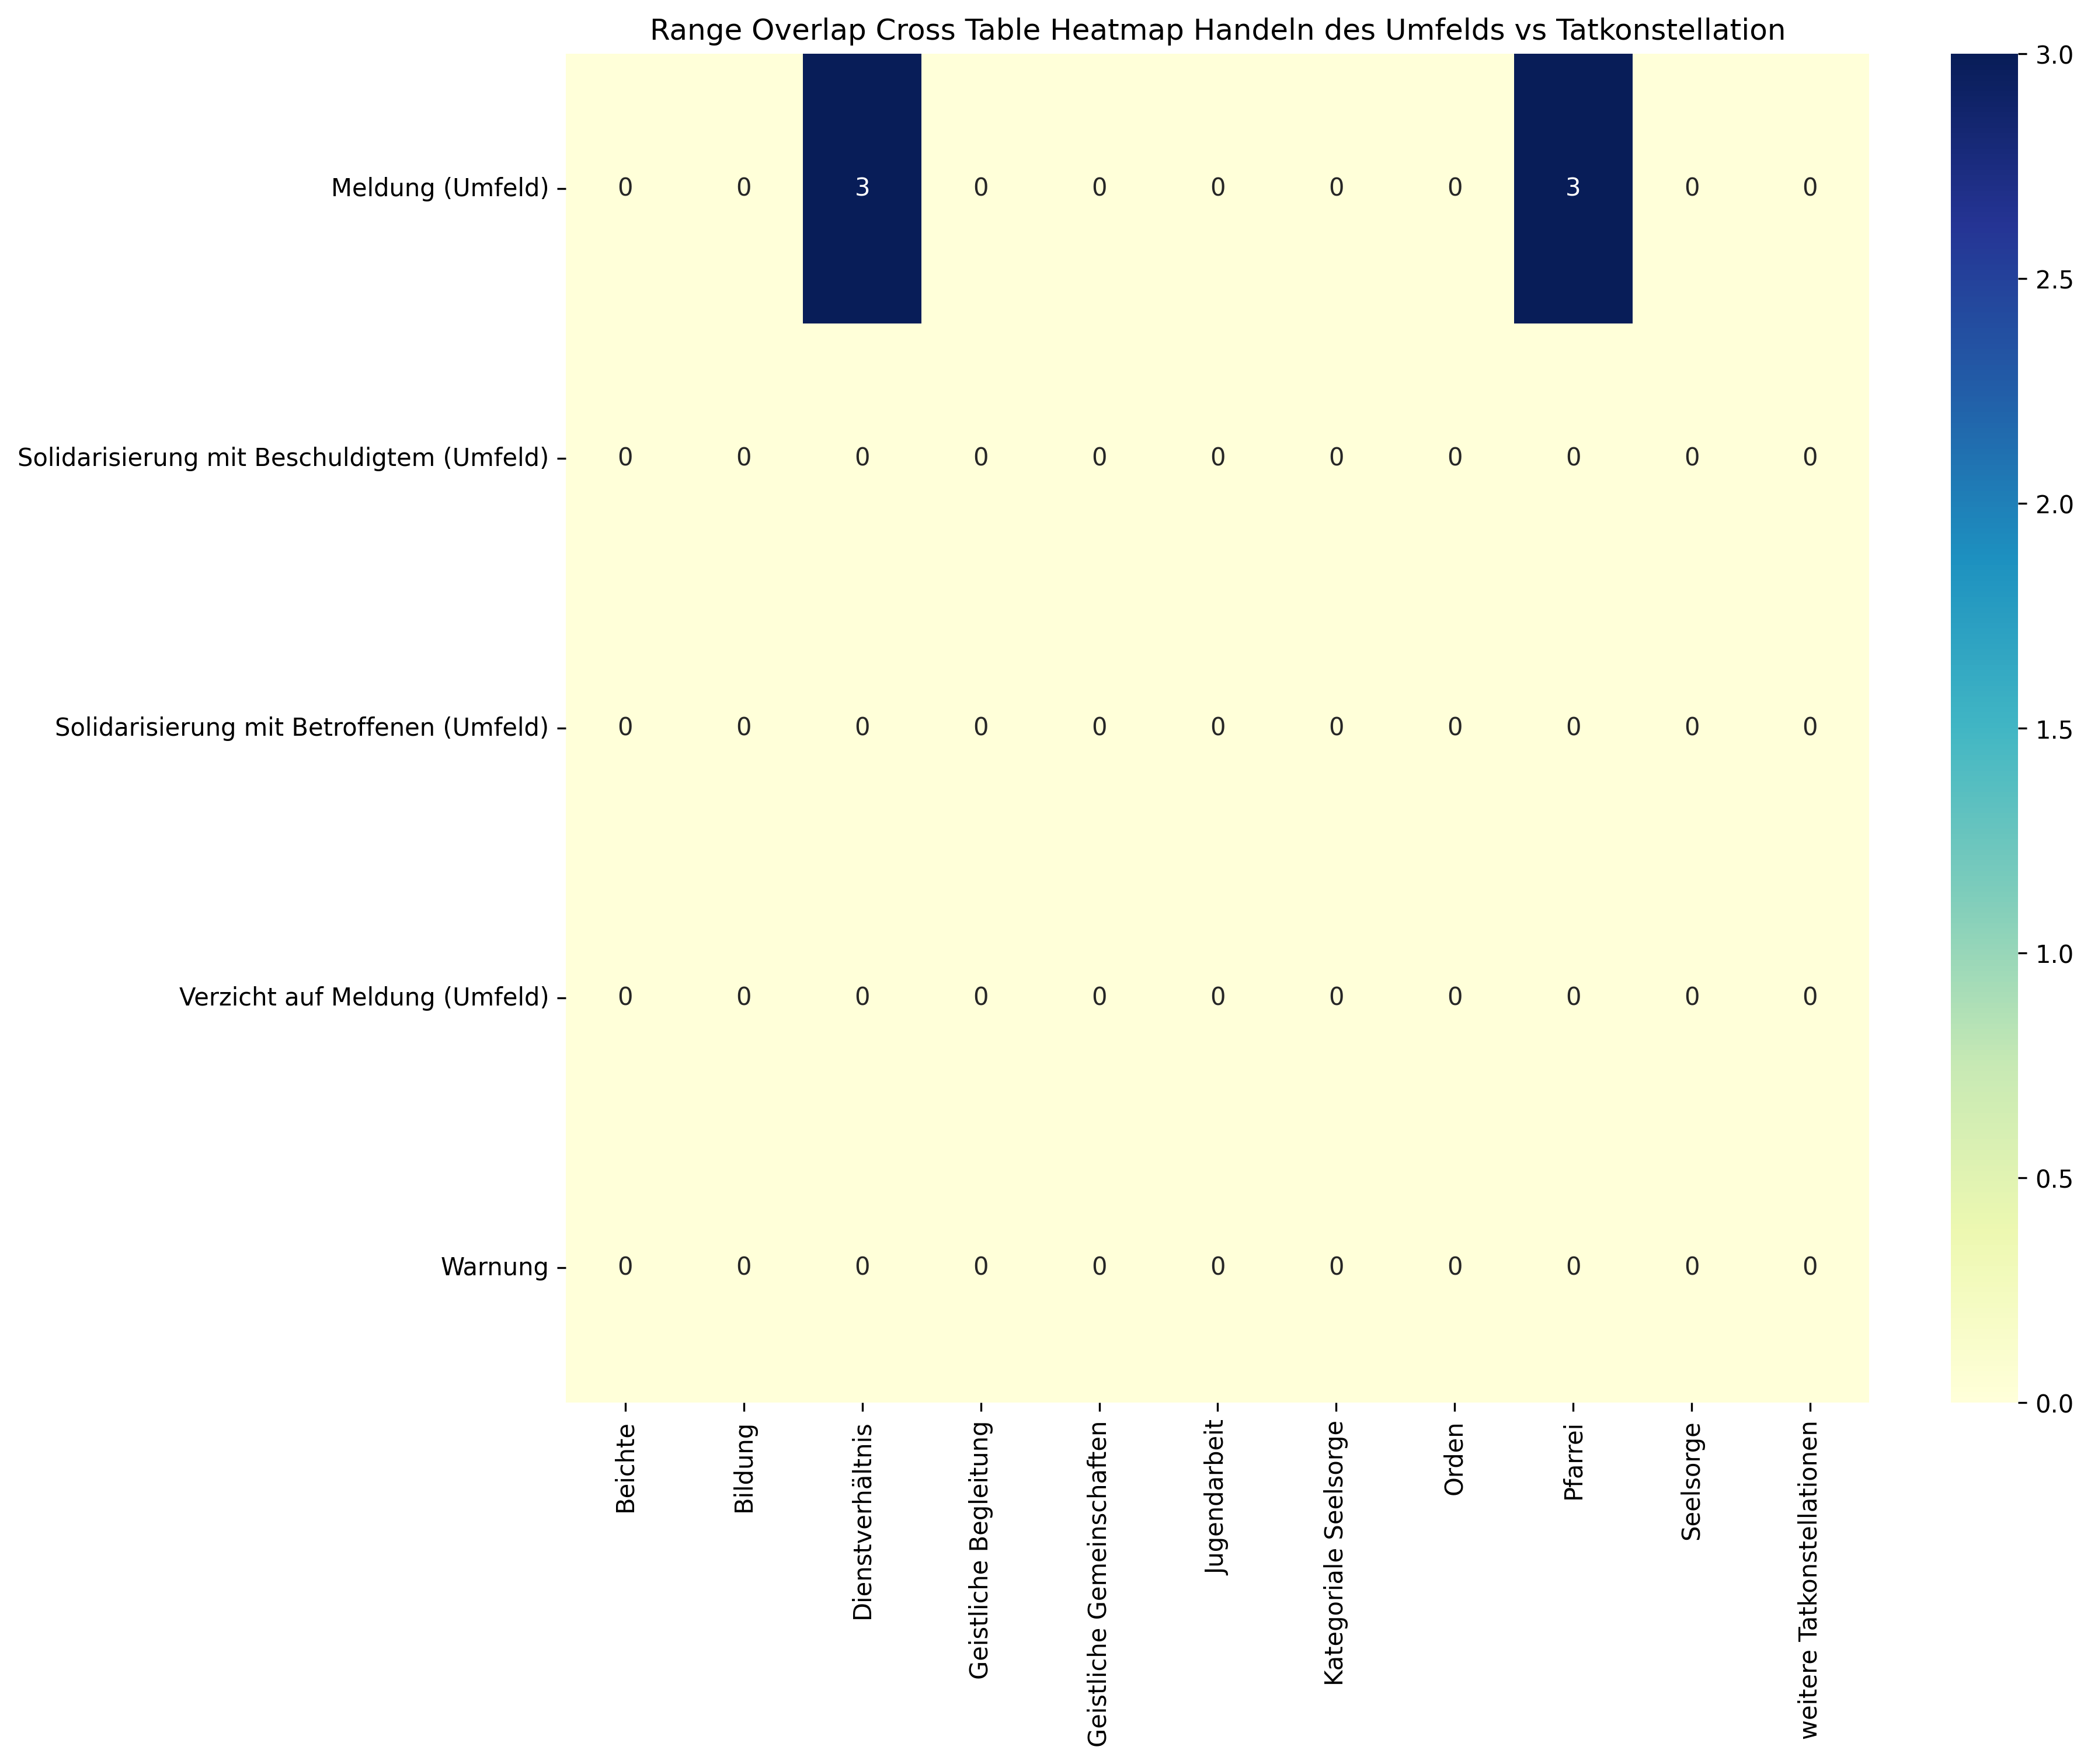 Range Overlap Cross Table Heatmap Handeln des Umfelds vs Tatkonstellation
Meldung (Umfeld) 0 0 3 0 0 0 0 0 3 0 0
Solidarisierung mit Beschuldigtem (Umfeld) 0 0 0 0 0 0 0 0 0 0 0
Solidarisierung mit Betroffenen (Umfeld) 0 0 0 0 0 0 0 0 0 0 0
Verzicht auf Meldung (Umfeld) 0 0 0 0 0 0 0 0 0 0 0
Warnung 0 0 0 0 0 0 0 0 0 0 0
Beichte
Bildung
Dienstverhältnis
Geistliche Begleitung
Geistliche Gemeinschaften
Jugendarbeit
Kategoriale Seelsorge
Orden
Pfarrei
Seelsorge
weitere Tatkonstellationen
3.0
2.5
2.0
1.5
1.0
0.5
0.0